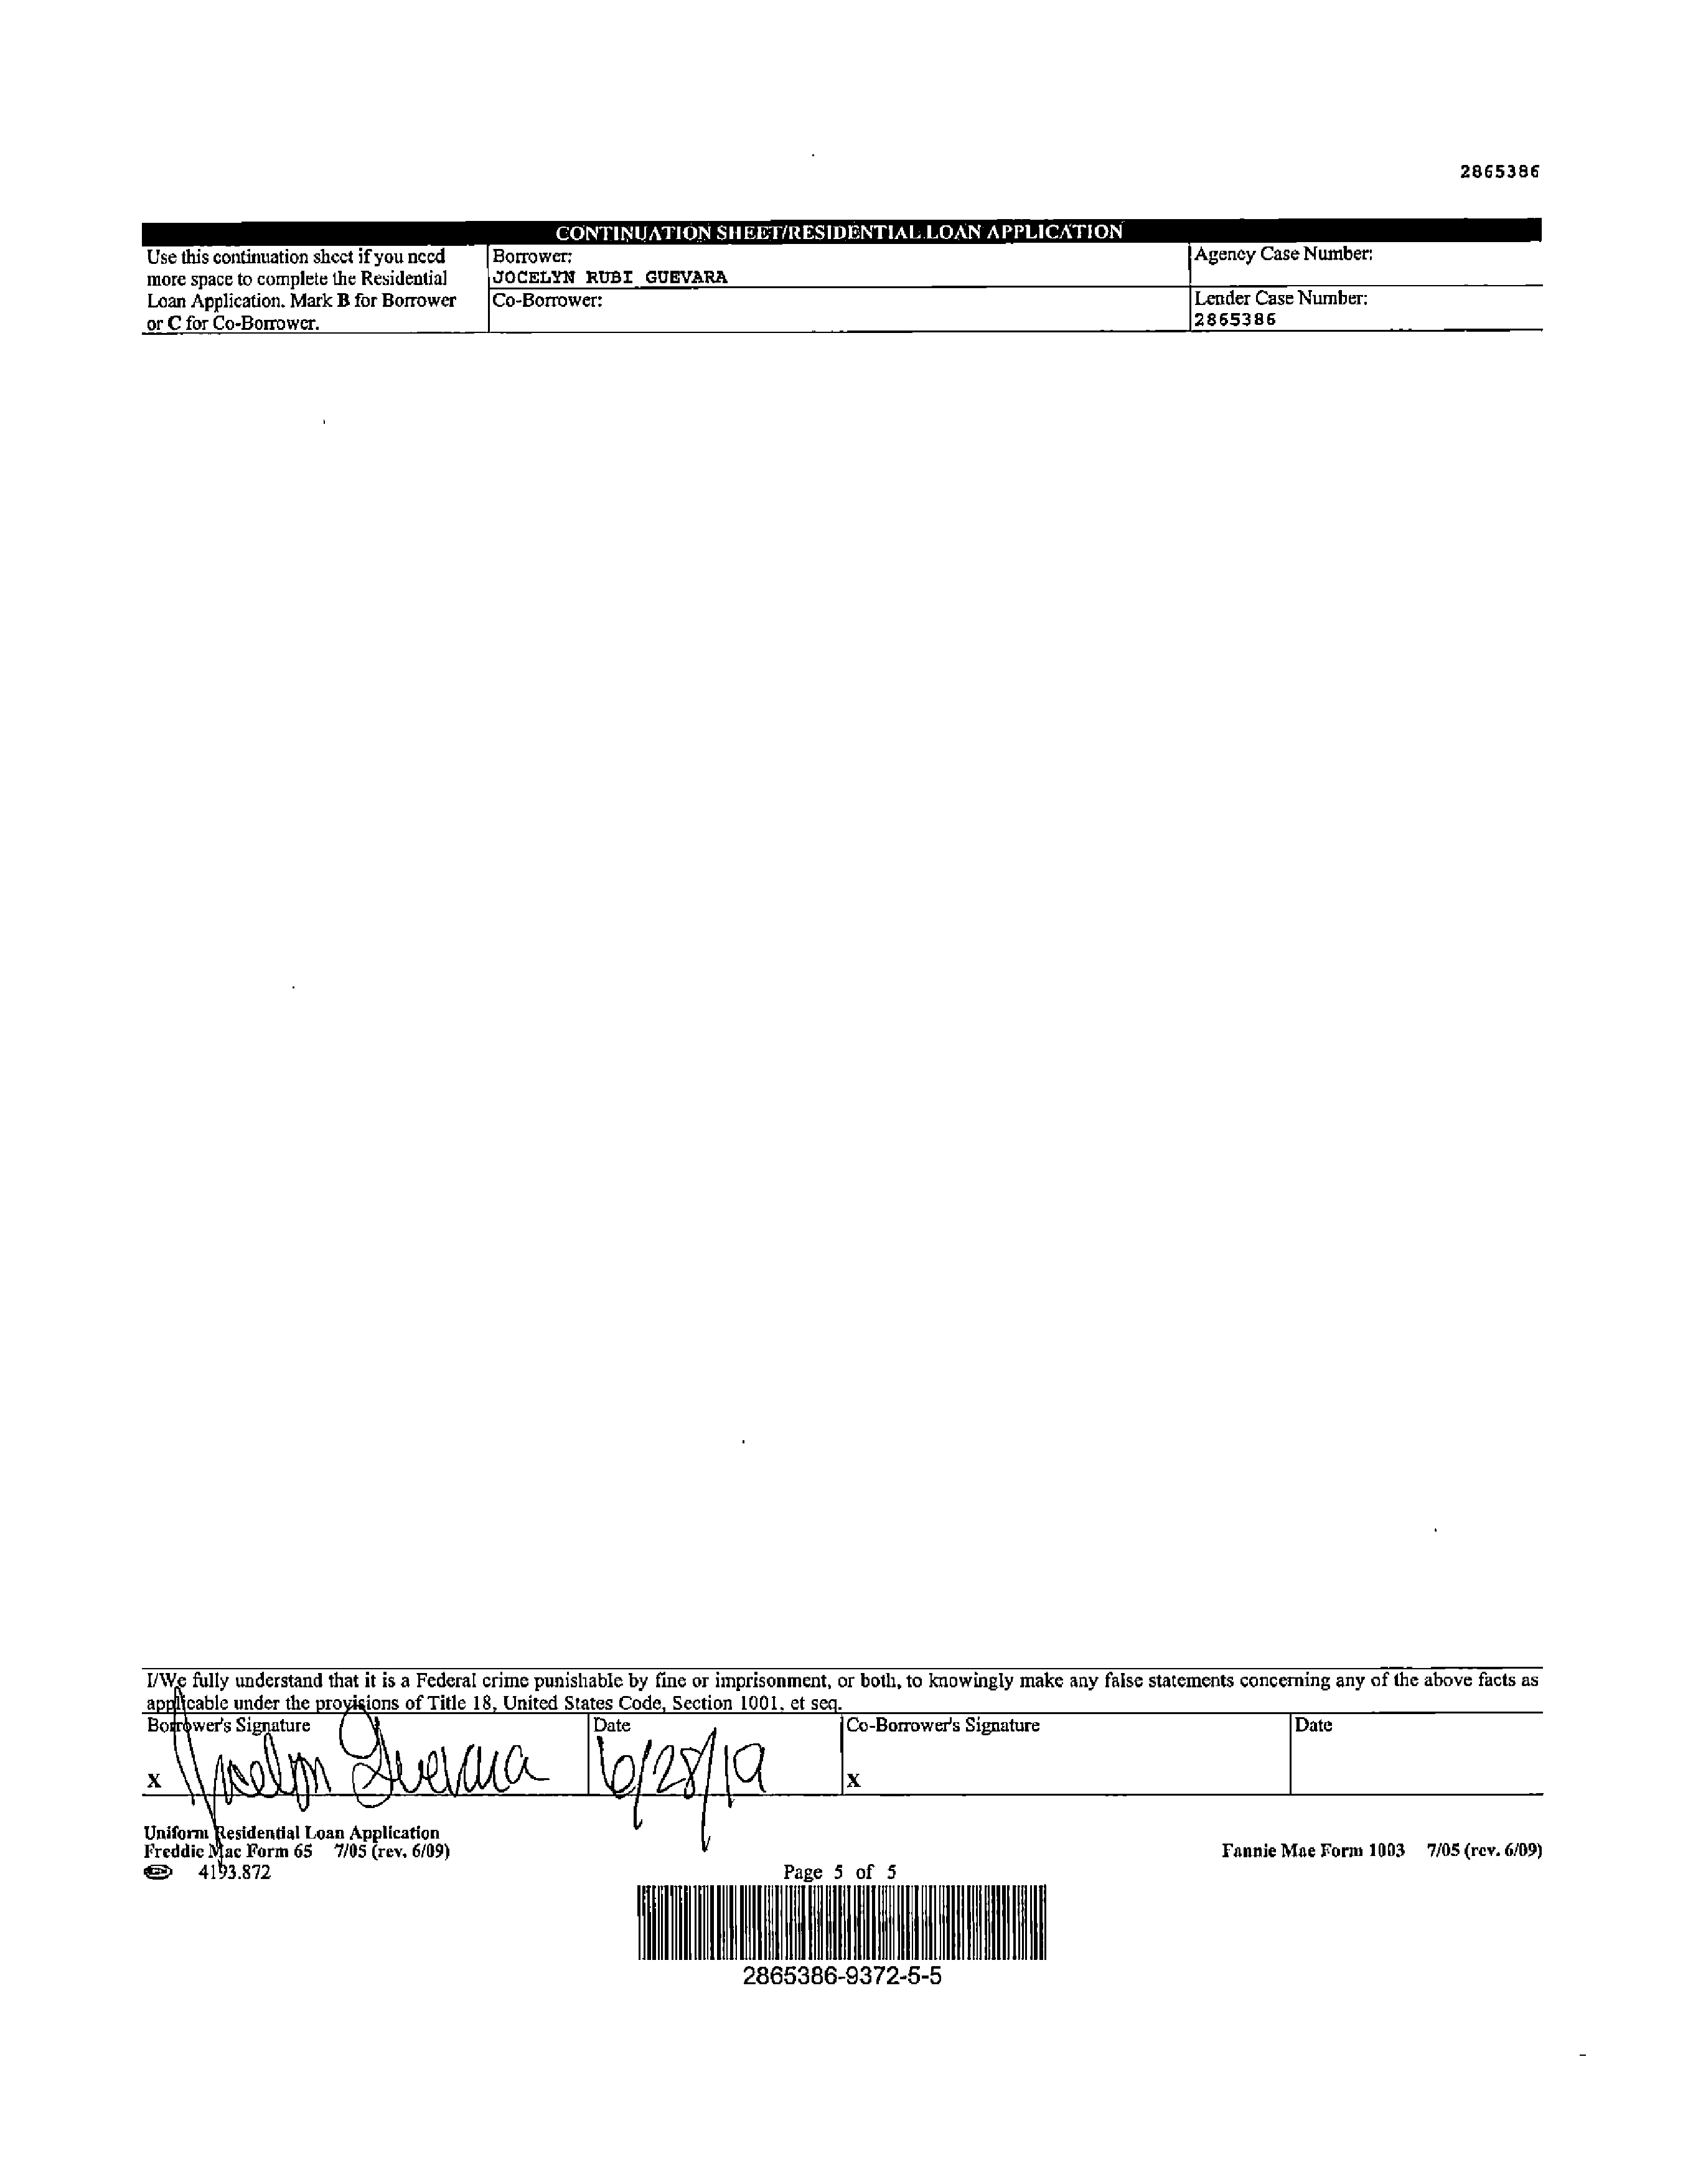 2865386
CONTINUATION SHEET/RESIDENTIAL LOAN APPLICATION
Use this continuation sheet if you need
more space to complete the Residential
Loan Application. Mark B for Borrower
or C for Co-Borrower.
Borrower:
JOCELYN RUBI GUEVARA
Co-Borrower:
Agency Case Number:
Lender Case Number:
2865386
I/We fully understand that it is a Federal crime punishable by fine or imprisonment, or both, to knowingly make any false statements concerning any of the above facts as
applicable under the provisions of Title 18, United States Code, Section 1001, et seq.
Borrower's Signature
X Jocelyn Guevara
Date
6/28/19
Co-Borrower's Signature
X
Date
Uniform Residential Loan Application
Freddie Mac Form 65 7/05 (rev. 6/09)
4193.872
Page 5 of 5
Fannie Mae Form 1003 7/05 (rev. 6/09)
2865386-9372-5-5